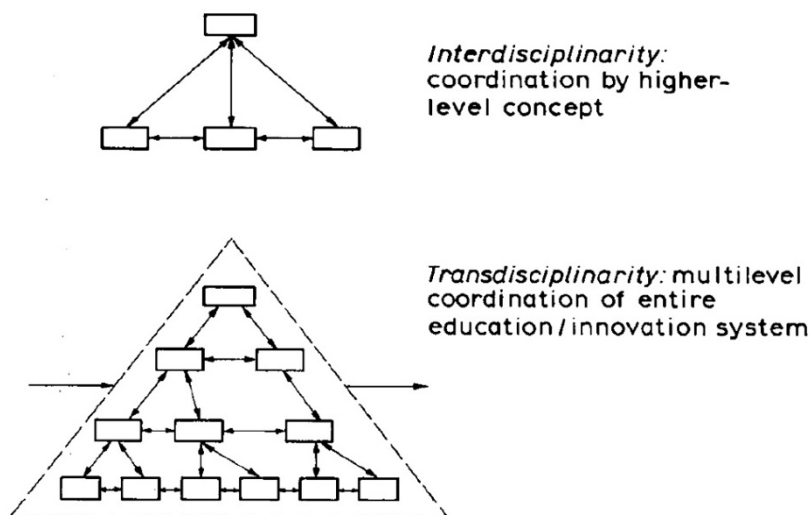 Interdisciplinarity:
coordination by higher-
level concept
Transdisciplinarity: multilevel
coordination of entire
education/innovation system